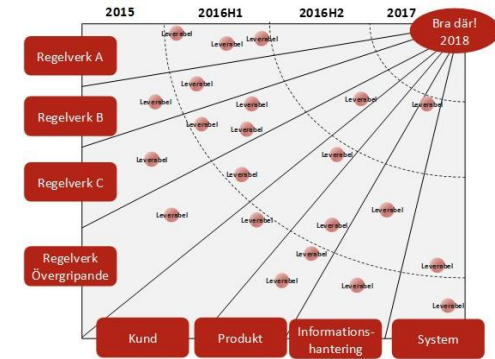 2015 2016H1 2016H2 2017
Bra där!
2018
Leverabel
Leverabel
Leverabel
Regelverk A
Leverabel
Leverabel
Leverabel
Leverabel
Leverabel
Regelverk B
Leverabel
Leverabel
Leverabel
Leverabel
Leverabel
Regelverk C
Leverabel
Leverabel
Leverabel
Leverabel
Leverabel
Regelverk
Övergripande
Leverabel
Leverabel
Leverabel
Leverabel
Kund
Produkt
Informations-
hantering
System